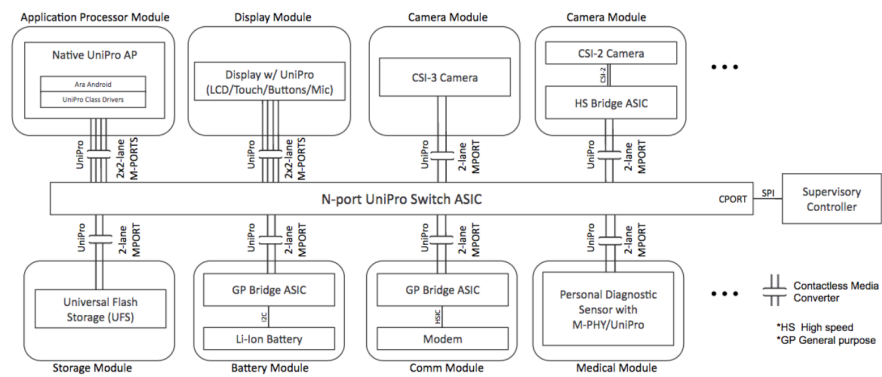 Application Processor Module
Display Module
Camera Module
Camera Module
Native UniPro AP
Ara Android
UniPro Class Drivers
Display w/ UniPro
(LCD/Touch/Buttons/Mic)
CSI-3 Camera
CSI-2 Camera
CSI-2
HS Bridge ASIC
UniPro
2x2-lane
M-PORTS
UniPro
2x2-lane
M-PORTS
UniPro
2-lane
MPORT
UniPro
2-lane
MPORT
N-port UniPro Switch ASIC
CPORT
SPI
Supervisory
Controller
UniPro
2-lane
MPORT
UniPro
2-lane
MPORT
UniPro
2-lane
MPORT
UniPro
2-lane
MPORT
Universal Flash
Storage (UFS)
GP Bridge ASIC
I2C
Li-Ion Battery
GP Bridge ASIC
HSIC
Modem
Personal Diagnostic
Sensor with
M-PHY/UniPro
Contactless Media
Converter
*HS High speed
*GP General purpose
Storage Module
Battery Module
Comm Module
Medical Module